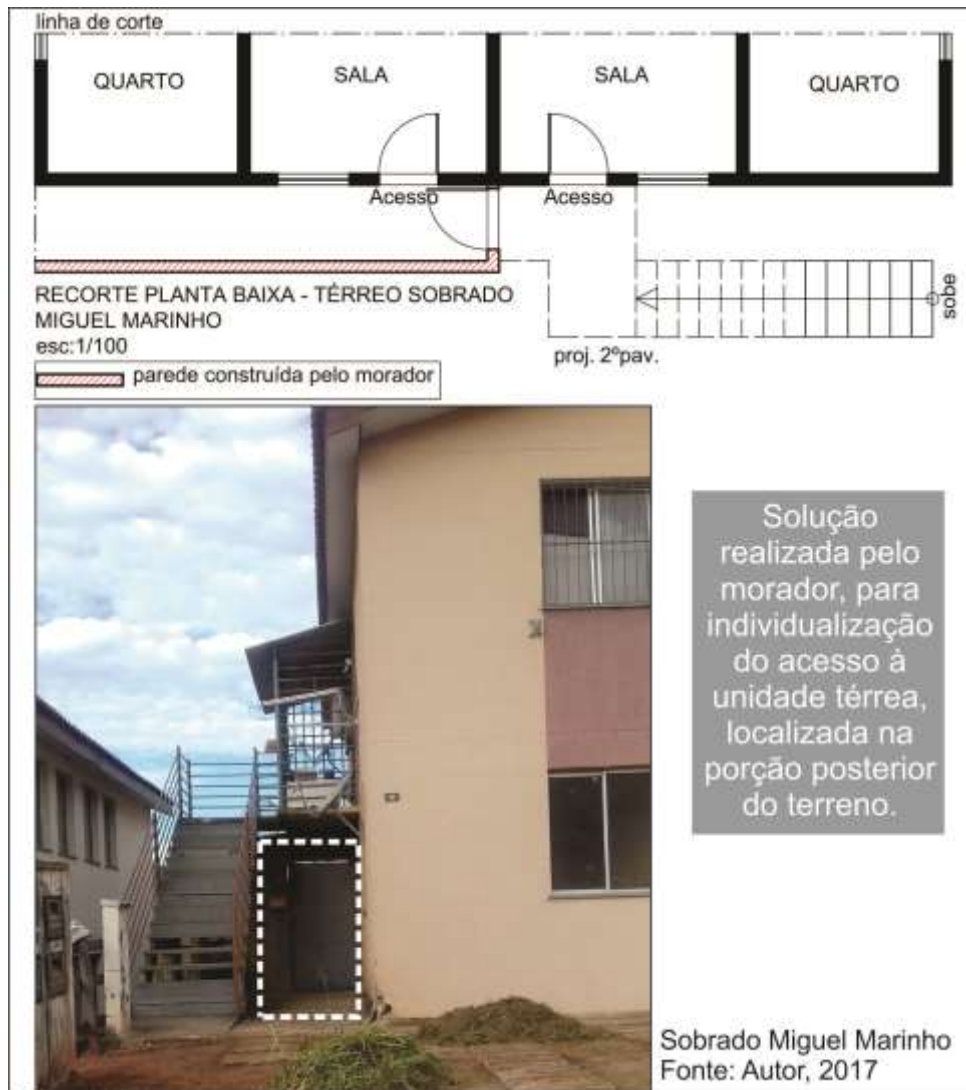 linha de corte
QUARTO
SALA
SALA
QUARTO
Acesso
Acesso
sobe
RECORTE PLANTA BAIXA - TÉRREO SOBRADO
MIGUEL MARINHO
esc:1/100
proj. 2ºpav.
parede construída pelo morador
Solução
realizada pelo
morador, para
individualização
do acesso à
unidade térrea,
localizada na
porção posterior
do terreno.
Sobrado Miguel Marinho
Fonte: Autor, 2017